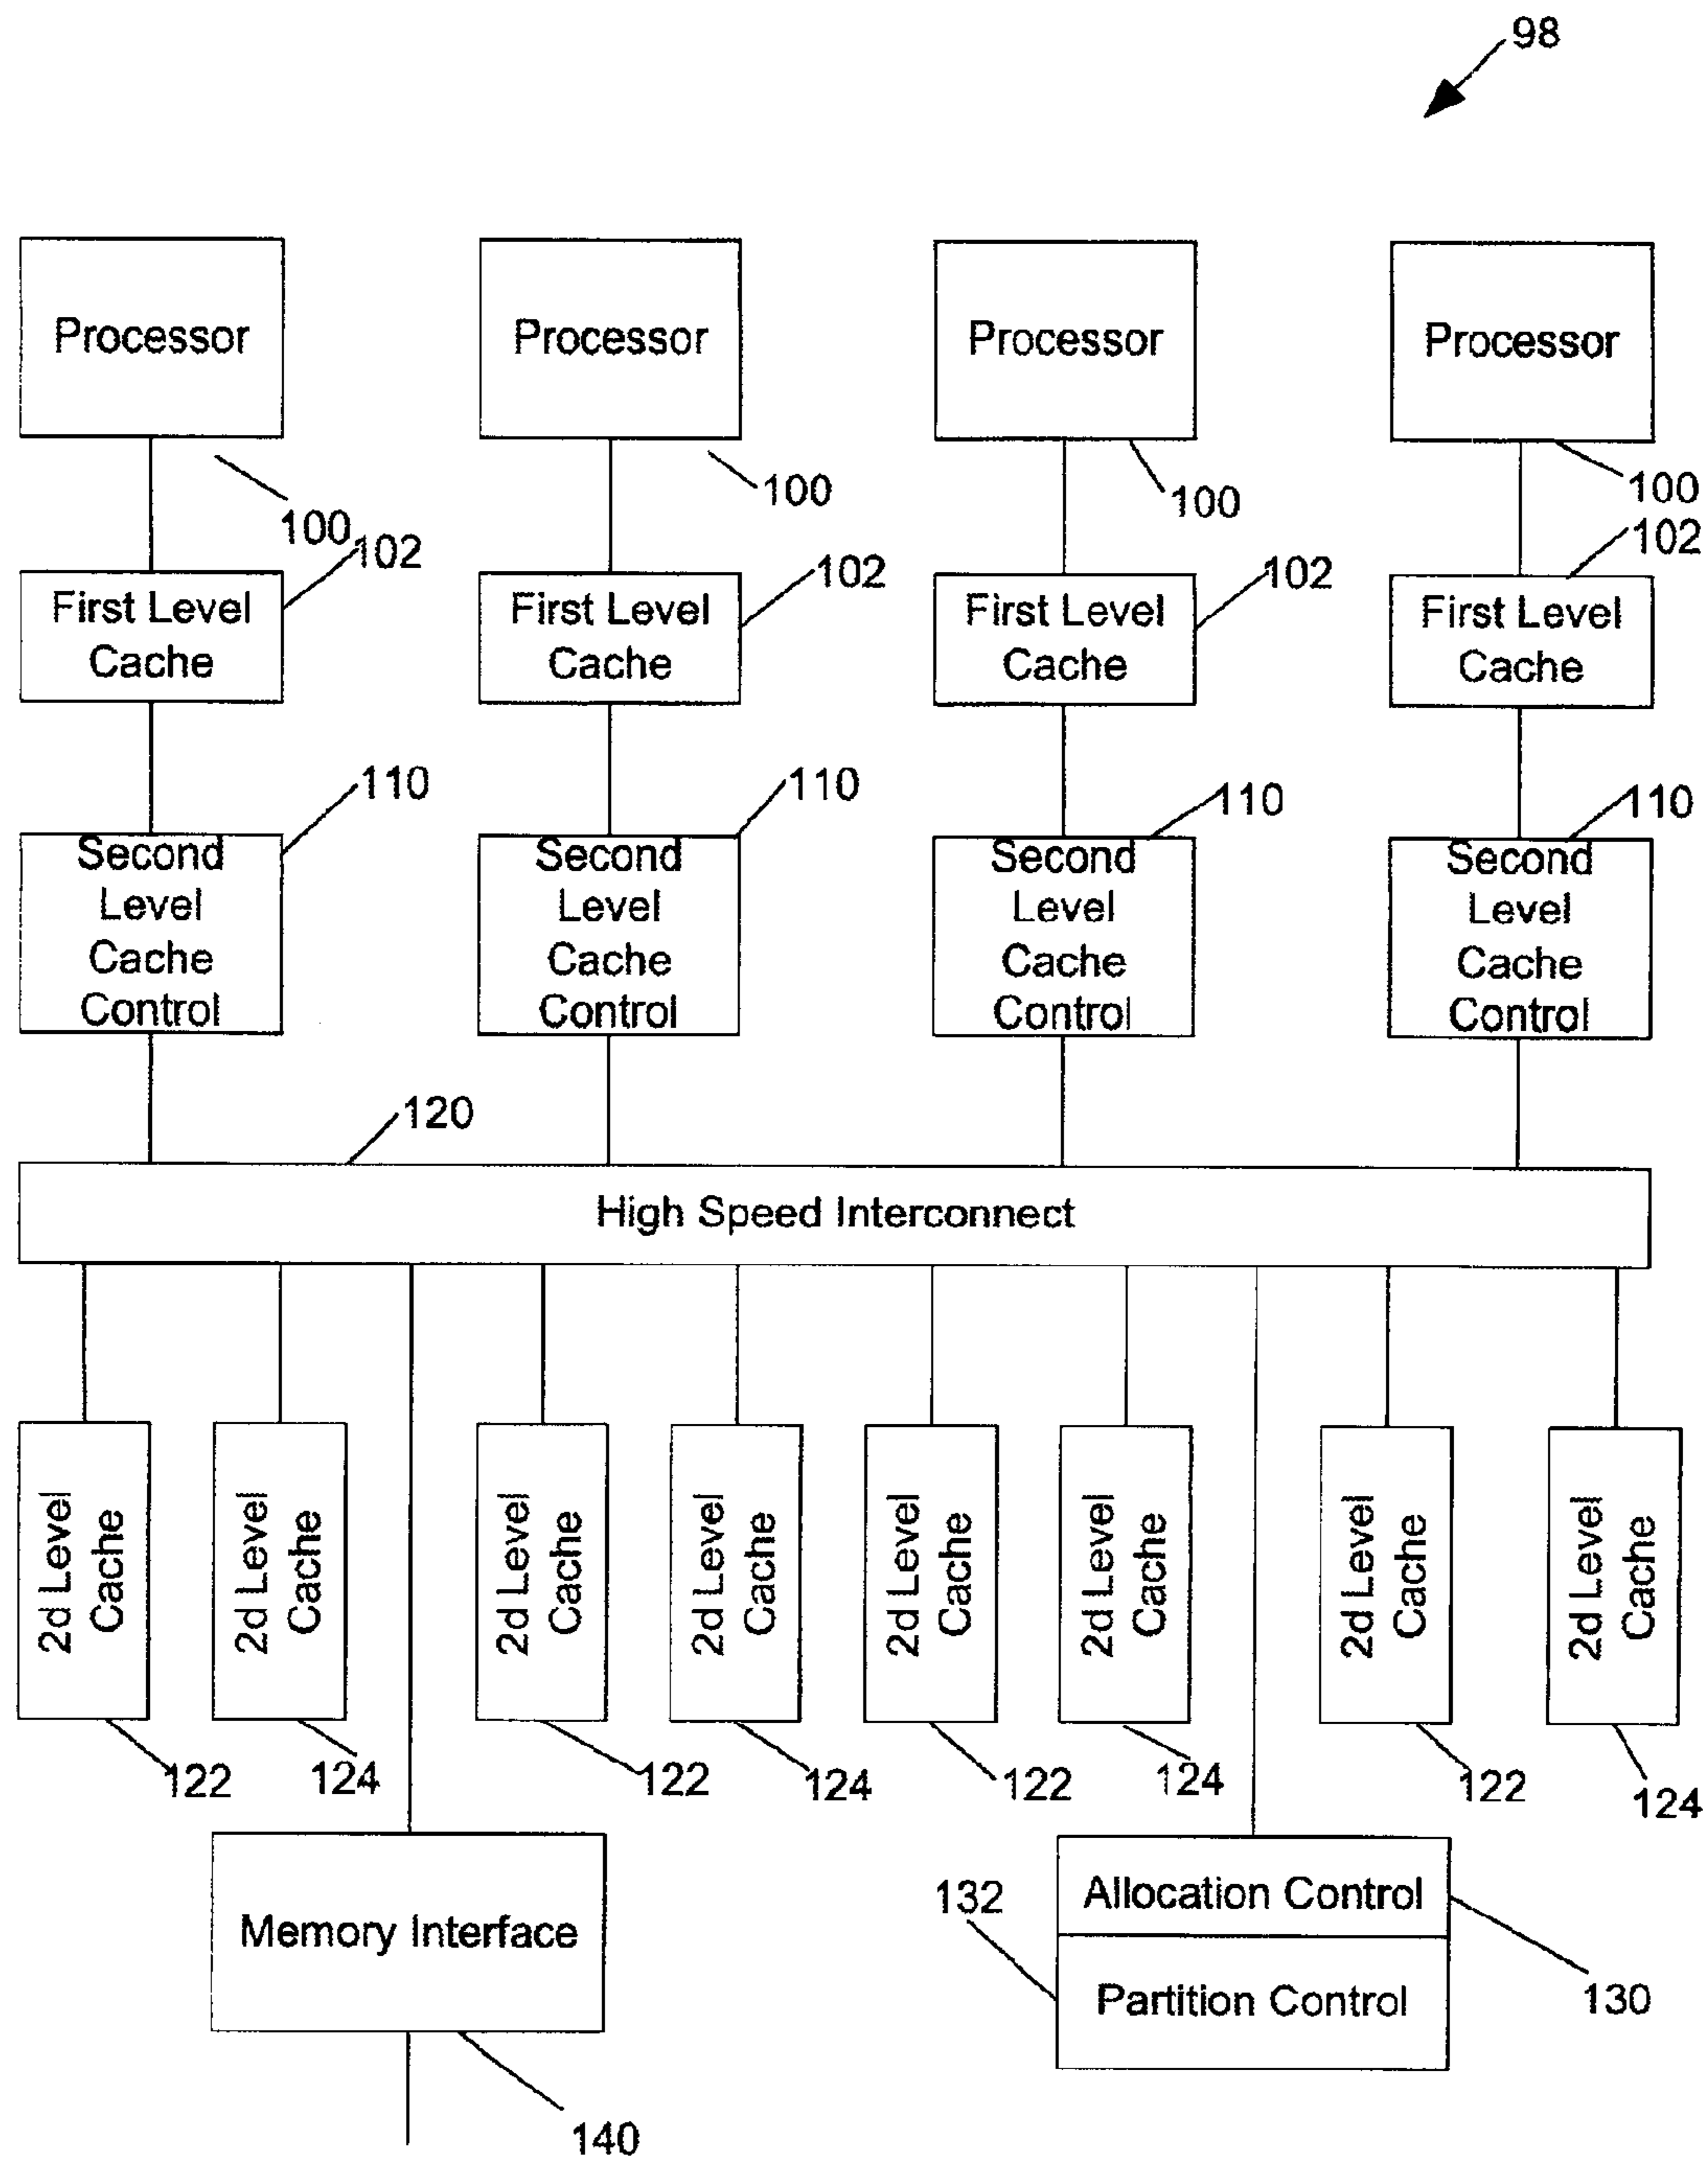 98
Processor
Processor
Processor
Processor
100
100
100
100
102
102
102
102
First Level
Cache
First Level
Cache
First Level
Cache
First Level
Cache
110
110
110
110
Second
Level
Cache
Control
Second
Level
Cache
Control
Second
Level
Cache
Control
Second
Level
Cache
Control
120
High Speed Interconnect
2d Level
Cache
2d Level
Cache
2d Level
Cache
2d Level
Cache
2d Level
Cache
2d Level
Cache
2d Level
Cache
2d Level
Cache
122
124
122
124
122
124
122
124
Memory Interface
140
132
Allocation Control
Partition Control
130